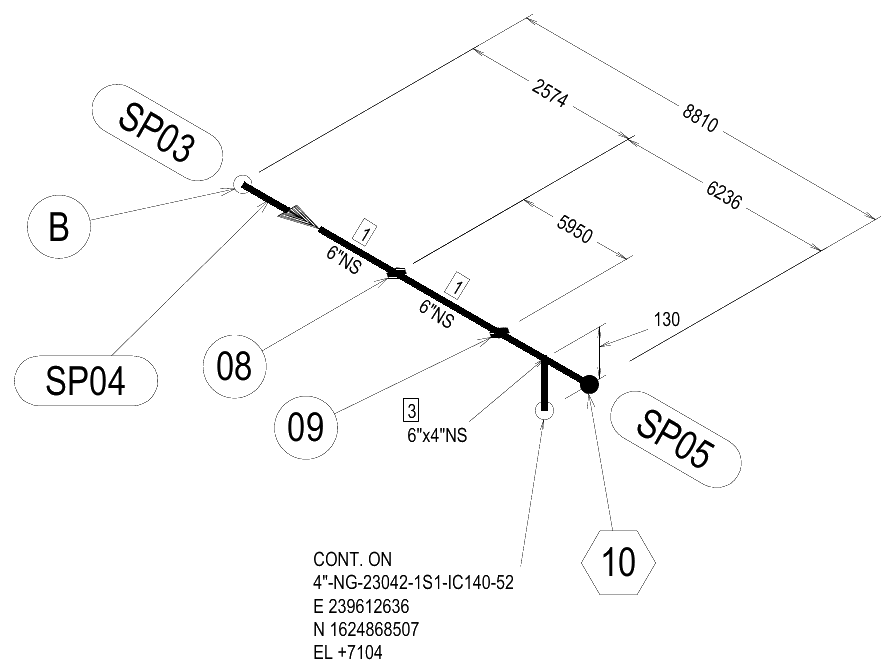 2574
8810
SP03
6236
B
5950
1
6"NS
1
6"NS
130
08
SP04
3
6"x4"NS
09
SP05
10
CONT. ON
4"-NG-23042-1S1-IC140-52
E 239612636
N 1624868507
EL +7104